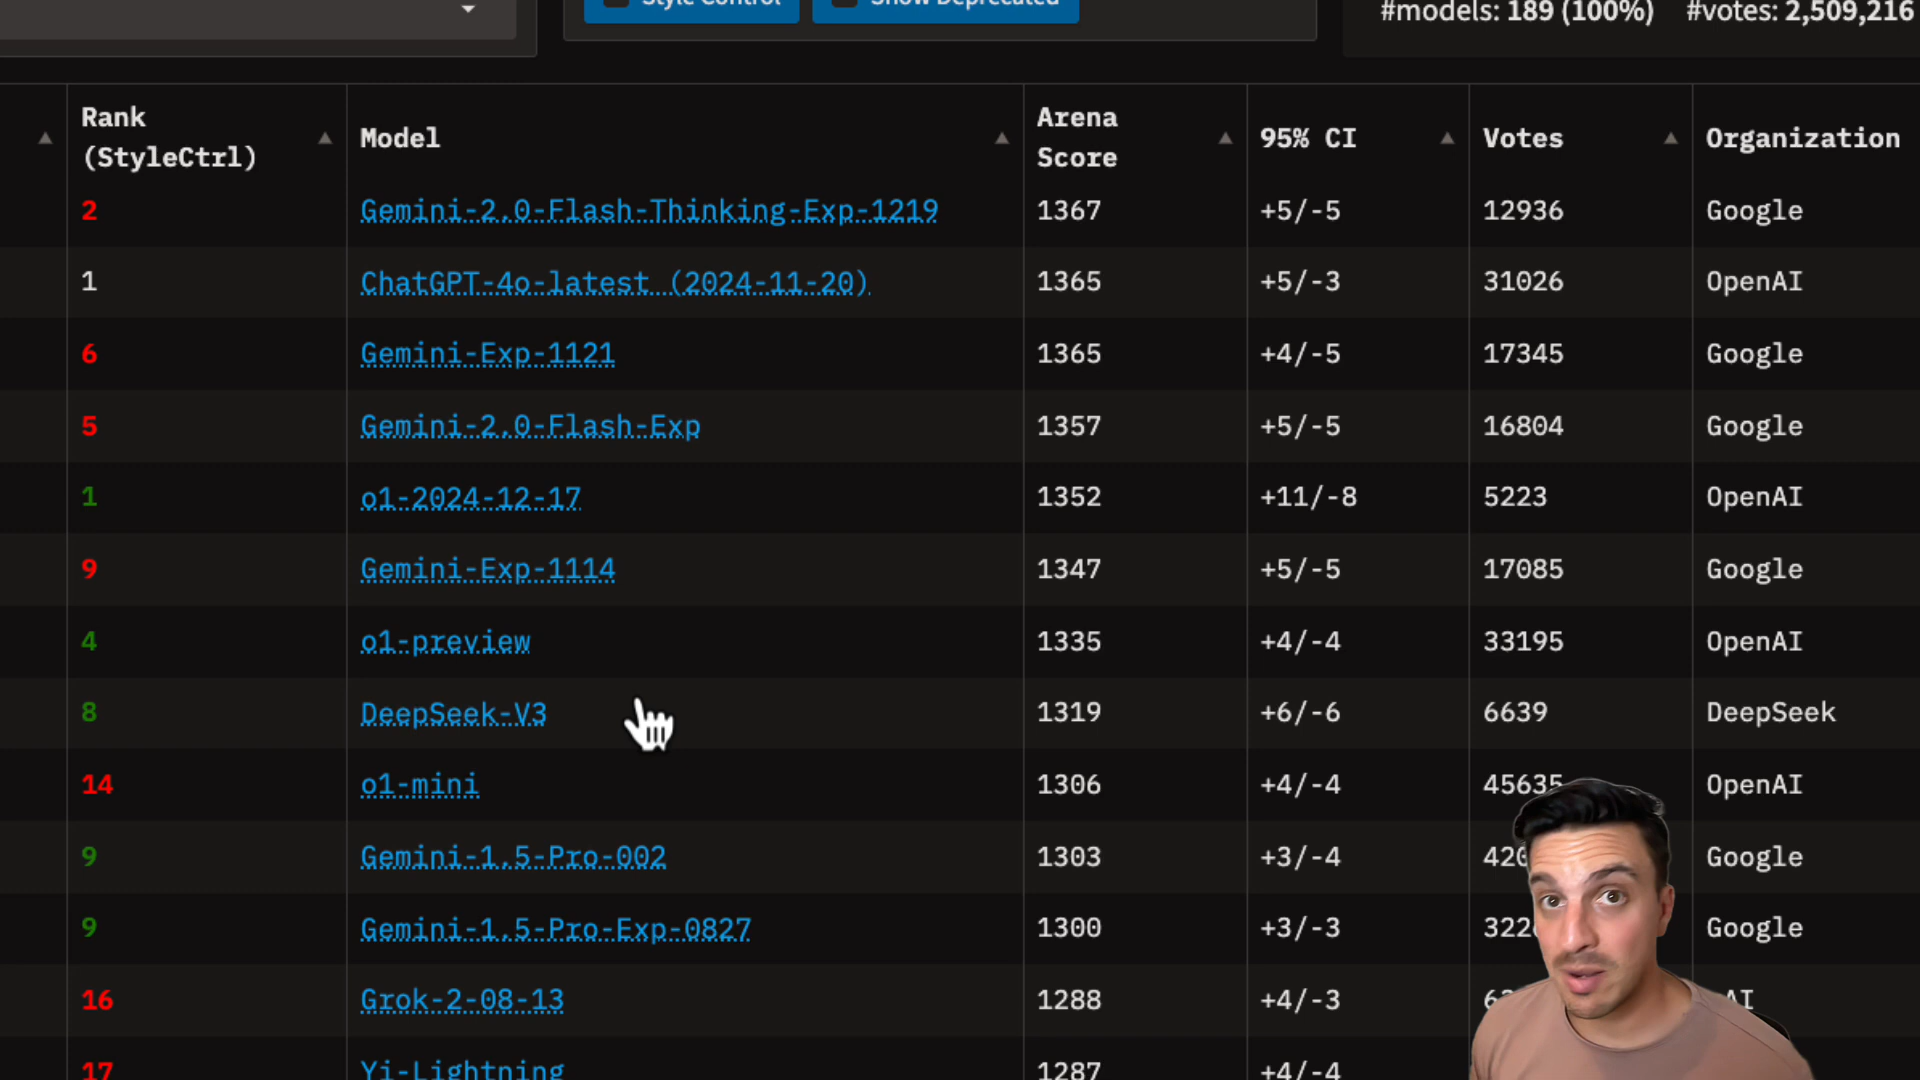 Style Control Show Deprecated #models: 189 (100%) #votes: 2,509,216
Rank (StyleCtrl) Model Arena Score 95% CI Votes Organization
2 Gemini-2.0-Flash-Thinking-Exp-1219 1367 +5/-5 12936 Google
1 ChatGPT-4o-latest (2024-11-20) 1365 +5/-3 31026 OpenAI
6 Gemini-Exp-1121 1365 +4/-5 17345 Google
5 Gemini-2.0-Flash-Exp 1357 +5/-5 16804 Google
1 o1-2024-12-17 1352 +11/-8 5223 OpenAI
9 Gemini-Exp-1114 1347 +5/-5 17085 Google
4 o1-preview 1335 +4/-4 33195 OpenAI
8 DeepSeek-V3 1319 +6/-6 6639 DeepSeek
14 o1-mini 1306 +4/-4 45635 OpenAI
9 Gemini-1.5-Pro-002 1303 +3/-4 Google
9 Gemini-1.5-Pro-Exp-0827 1300 +3/-3 Google
16 Grok-2-08-13 1288 +4/-3
17 Yi-Lightning 1287 +4/-4